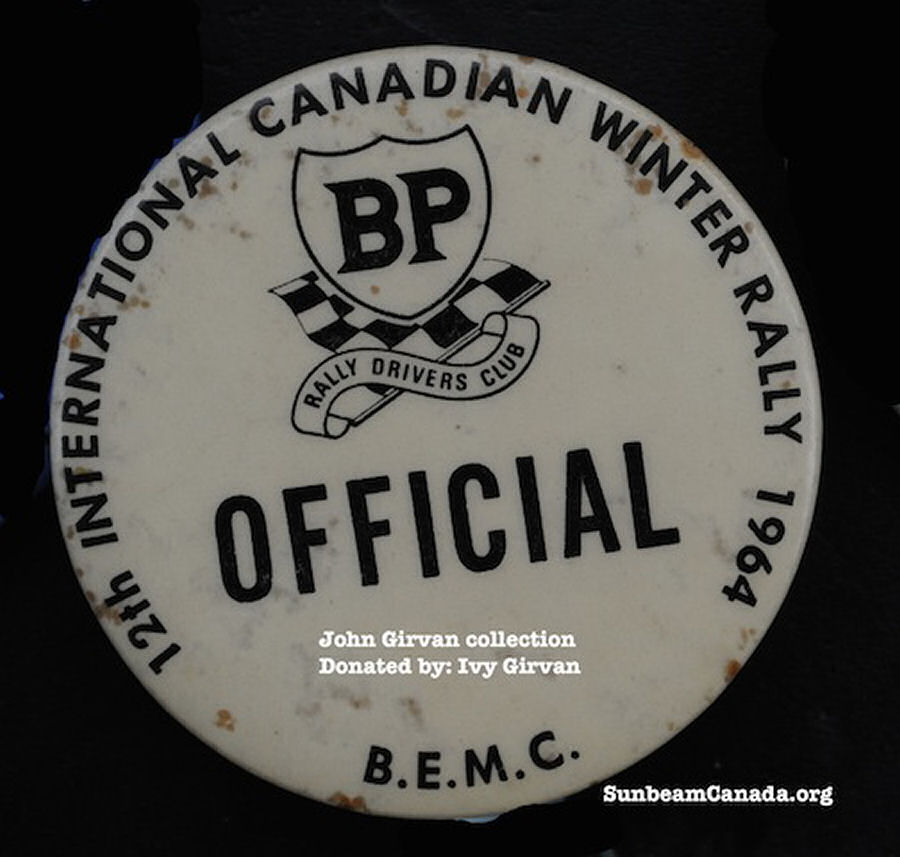 12th INTERNATIONAL CANADIAN WINTER RALLY 1964
BP
RALLY DRIVERS CLUB
OFFICIAL
John Girvan collection
Donated by: Ivy Girvan
B.E.M.C.
SunbeamCanada.org